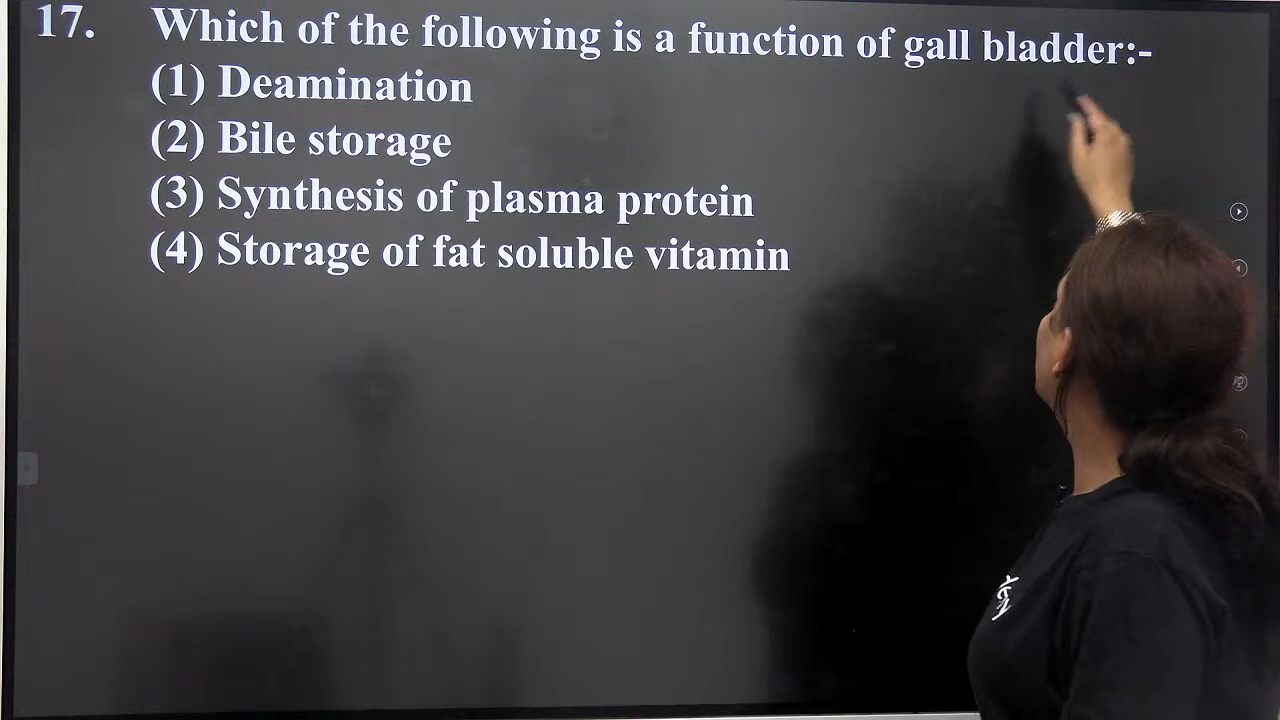 17. Which of the following is a function of gall bladder:-
(1) Deamination
(2) Bile storage
(3) Synthesis of plasma protein
(4) Storage of fat soluble vitamin